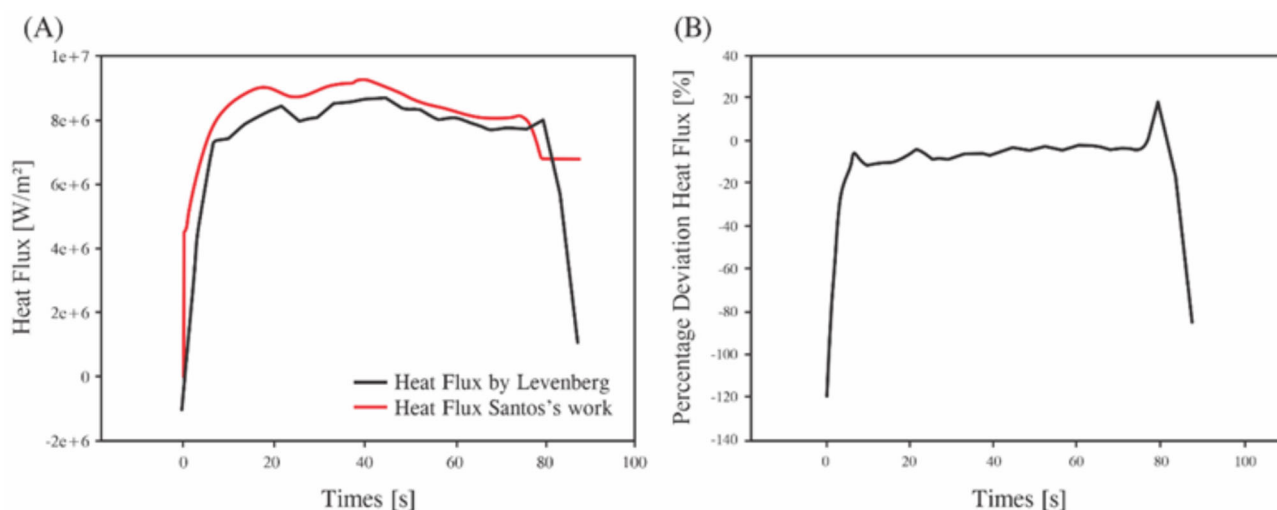 (A)
Heat Flux [W/m²]
1e+7
8e+6
6e+6
4e+6
2e+6
0
-2e+6
0 20 40 60 80 100
Times [s]
Heat Flux by Levenberg
Heat Flux Santos's work
(B)
Percentage Deviation Heat Flux [%]
40
20
0
-20
-40
-60
-80
-100
-120
-140
0 20 40 60 80 100
Times [s]